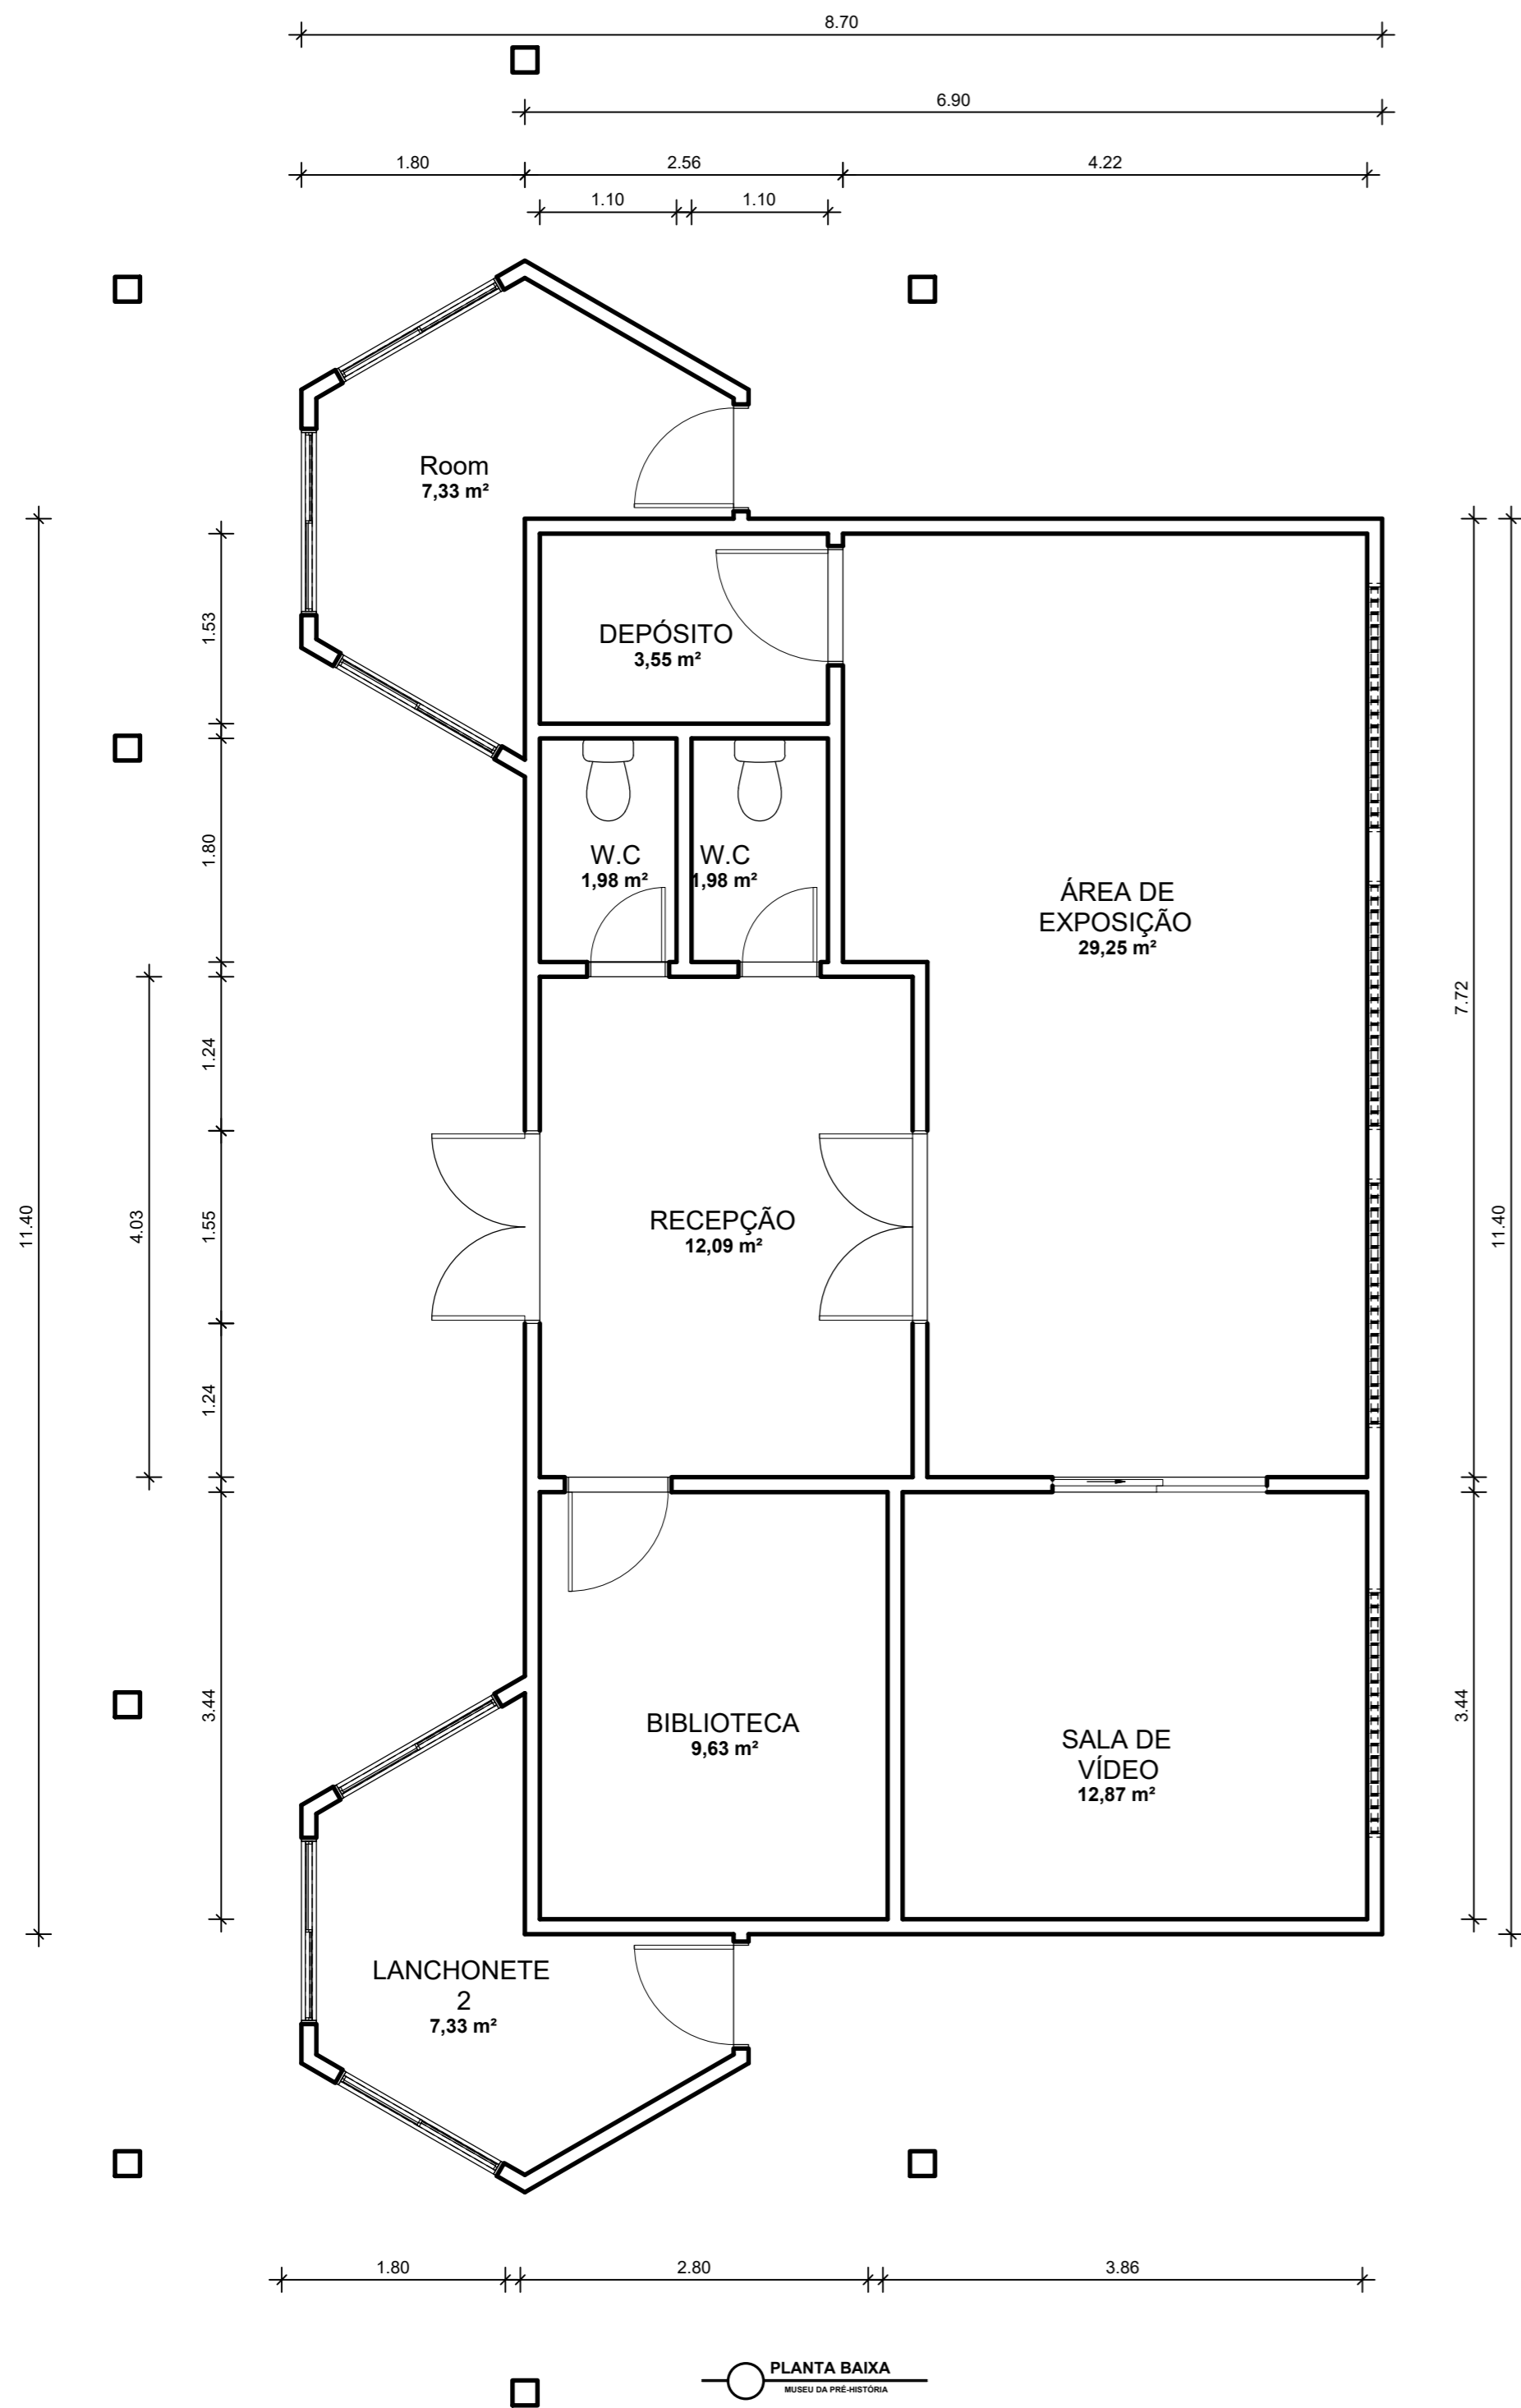 8.70
6.90
1.80
2.56
4.22
1.10
1.10
Room
7,33 m²
1.53
DEPÓSITO
3,55 m²
1.80
W.C
1,98 m²
W.C
1,98 m²
ÁREA DE
EXPOSIÇÃO
29,25 m²
7.72
1.24
11.40
4.03
1.55
RECEPÇÃO
12,09 m²
11.40
1.24
3.44
BIBLIOTECA
9,63 m²
SALA DE
VÍDEO
12,87 m²
3.44
LANCHONETE
2
7,33 m²
1.80
2.80
3.86
PLANTA BAIXA
MUSEU DA PRÉ-HISTÓRIA